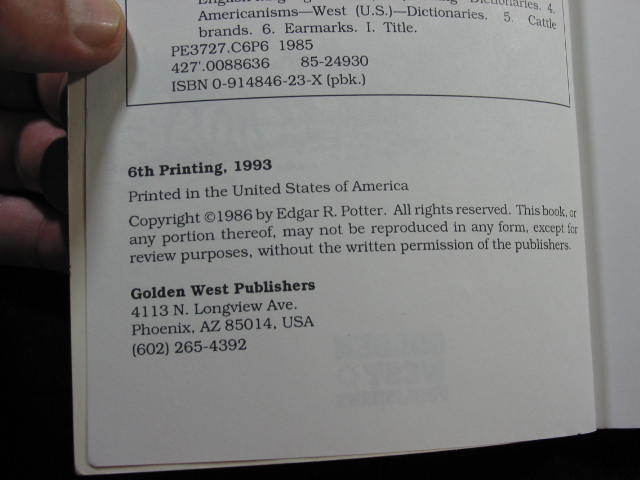 Dictionaries. 4.
Americanisms—West (U.S.)—Dictionaries. 5. Cattle
brands. 6. Earmarks. I. Title.
PE3727.C6P6 1985
427'.0088636 85-24930
ISBN 0-914846-23-X (pbk.)
6th Printing, 1993
Printed in the United States of America
Copyright ©1986 by Edgar R. Potter. All rights reserved. This book, or
any portion thereof, may not be reproduced in any form, except for
review purposes, without the written permission of the publishers.
Golden West Publishers
4113 N. Longview Ave.
Phoenix, AZ 85014, USA
(602) 265-4392